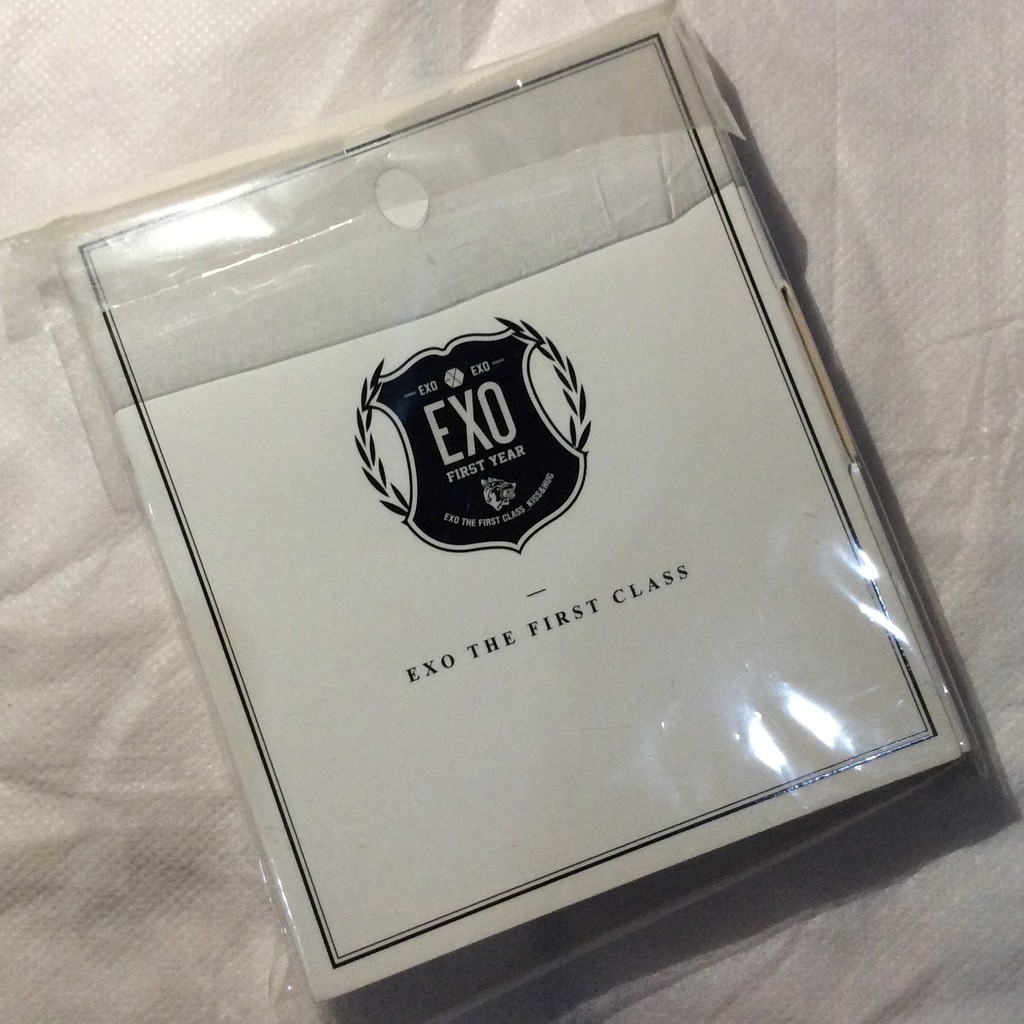 EXO EXO
EXO
FIRST YEAR
EXO THE FIRST CLASS_KISS&HUG
EXO THE FIRST CLASS